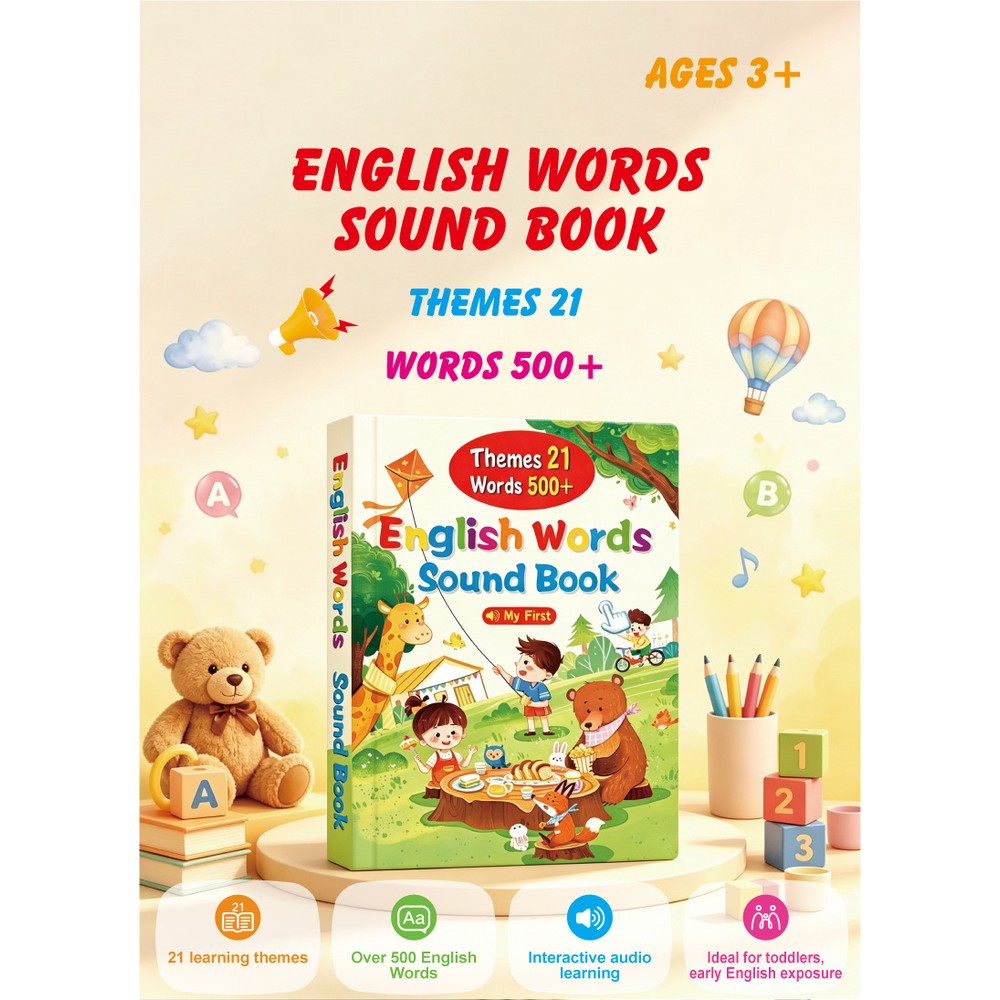 AGES 3+
ENGLISH WORDS
SOUND BOOK
THEMES 21
WORDS 500+
Themes 21
Words 500+
English Words
Sound Book
My First
English Words Sound Book
A
B
A
1
2
3
21
21 learning themes
Aa
Over 500 English
Words
Interactive audio
learning
Ideal for toddlers,
early English exposure